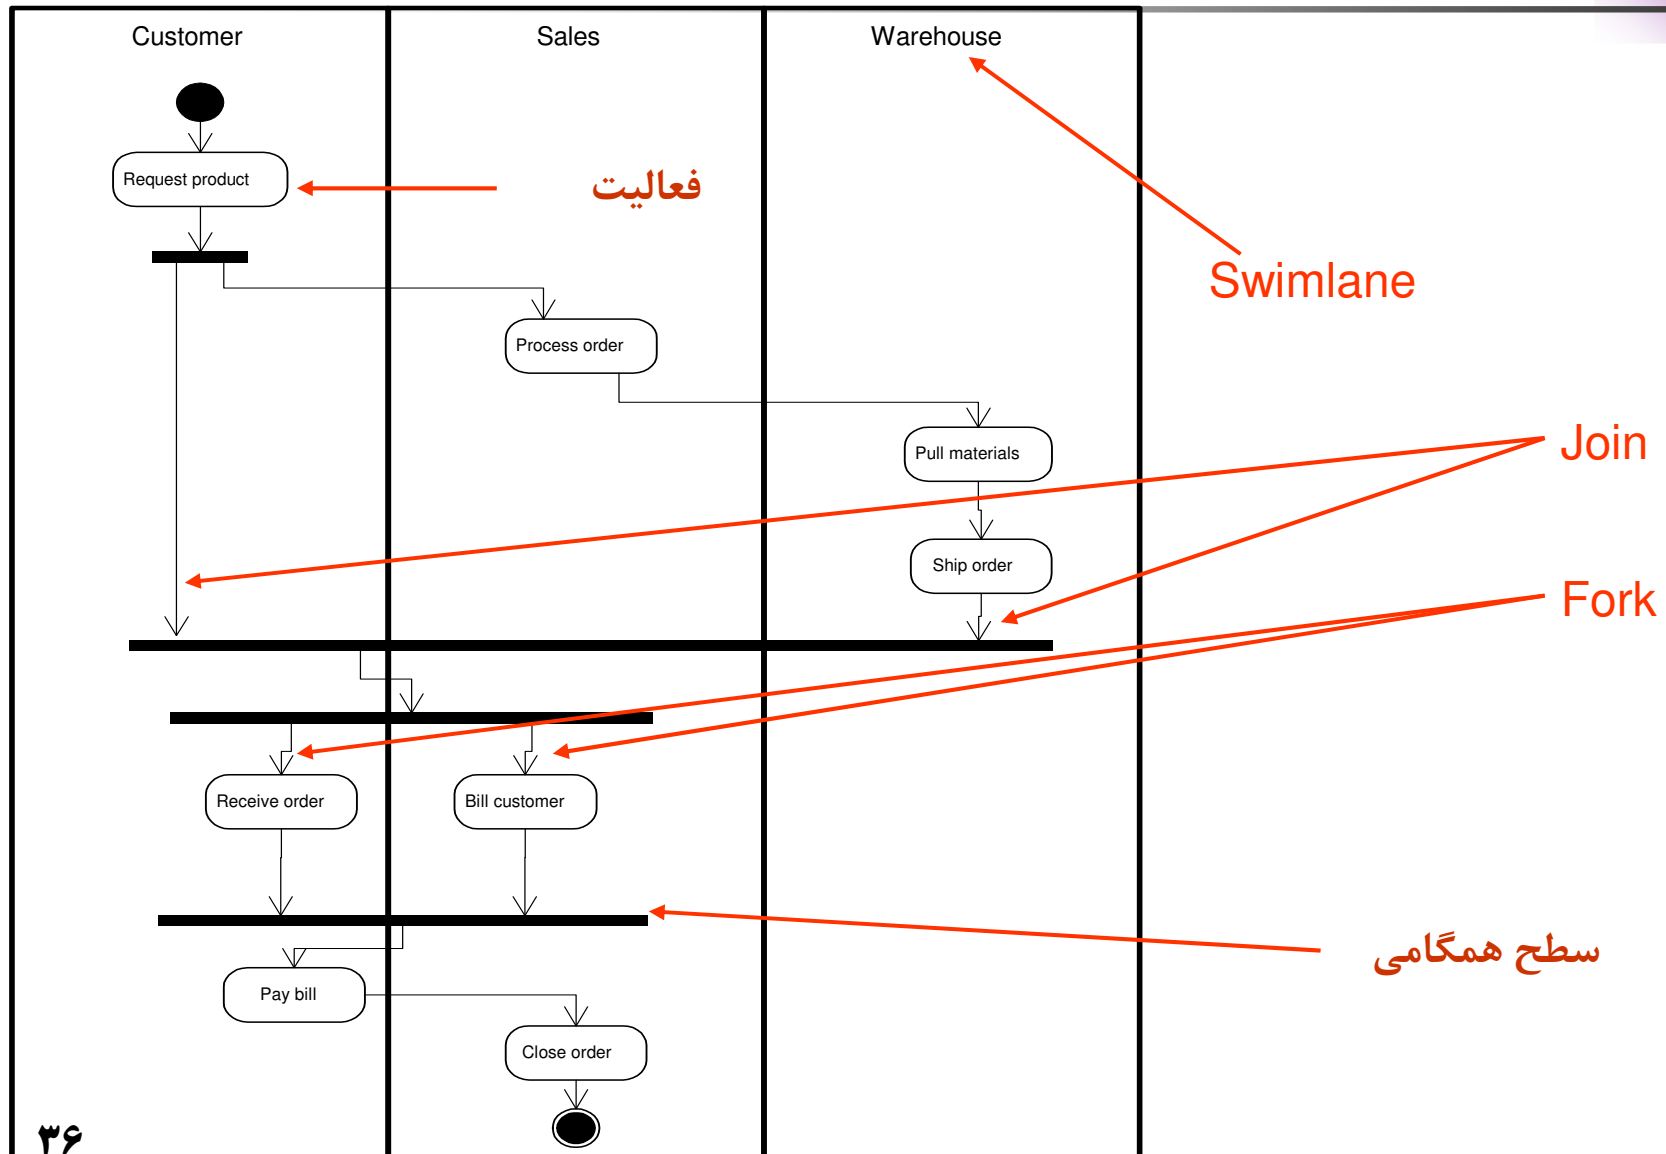 Customer
Sales
Warehouse
Request product
فعالیت
Swimlane
Process order
Pull materials
Join
Ship order
Fork
Receive order
Bill customer
سطح همگامی
Pay bill
Close order
۳۶